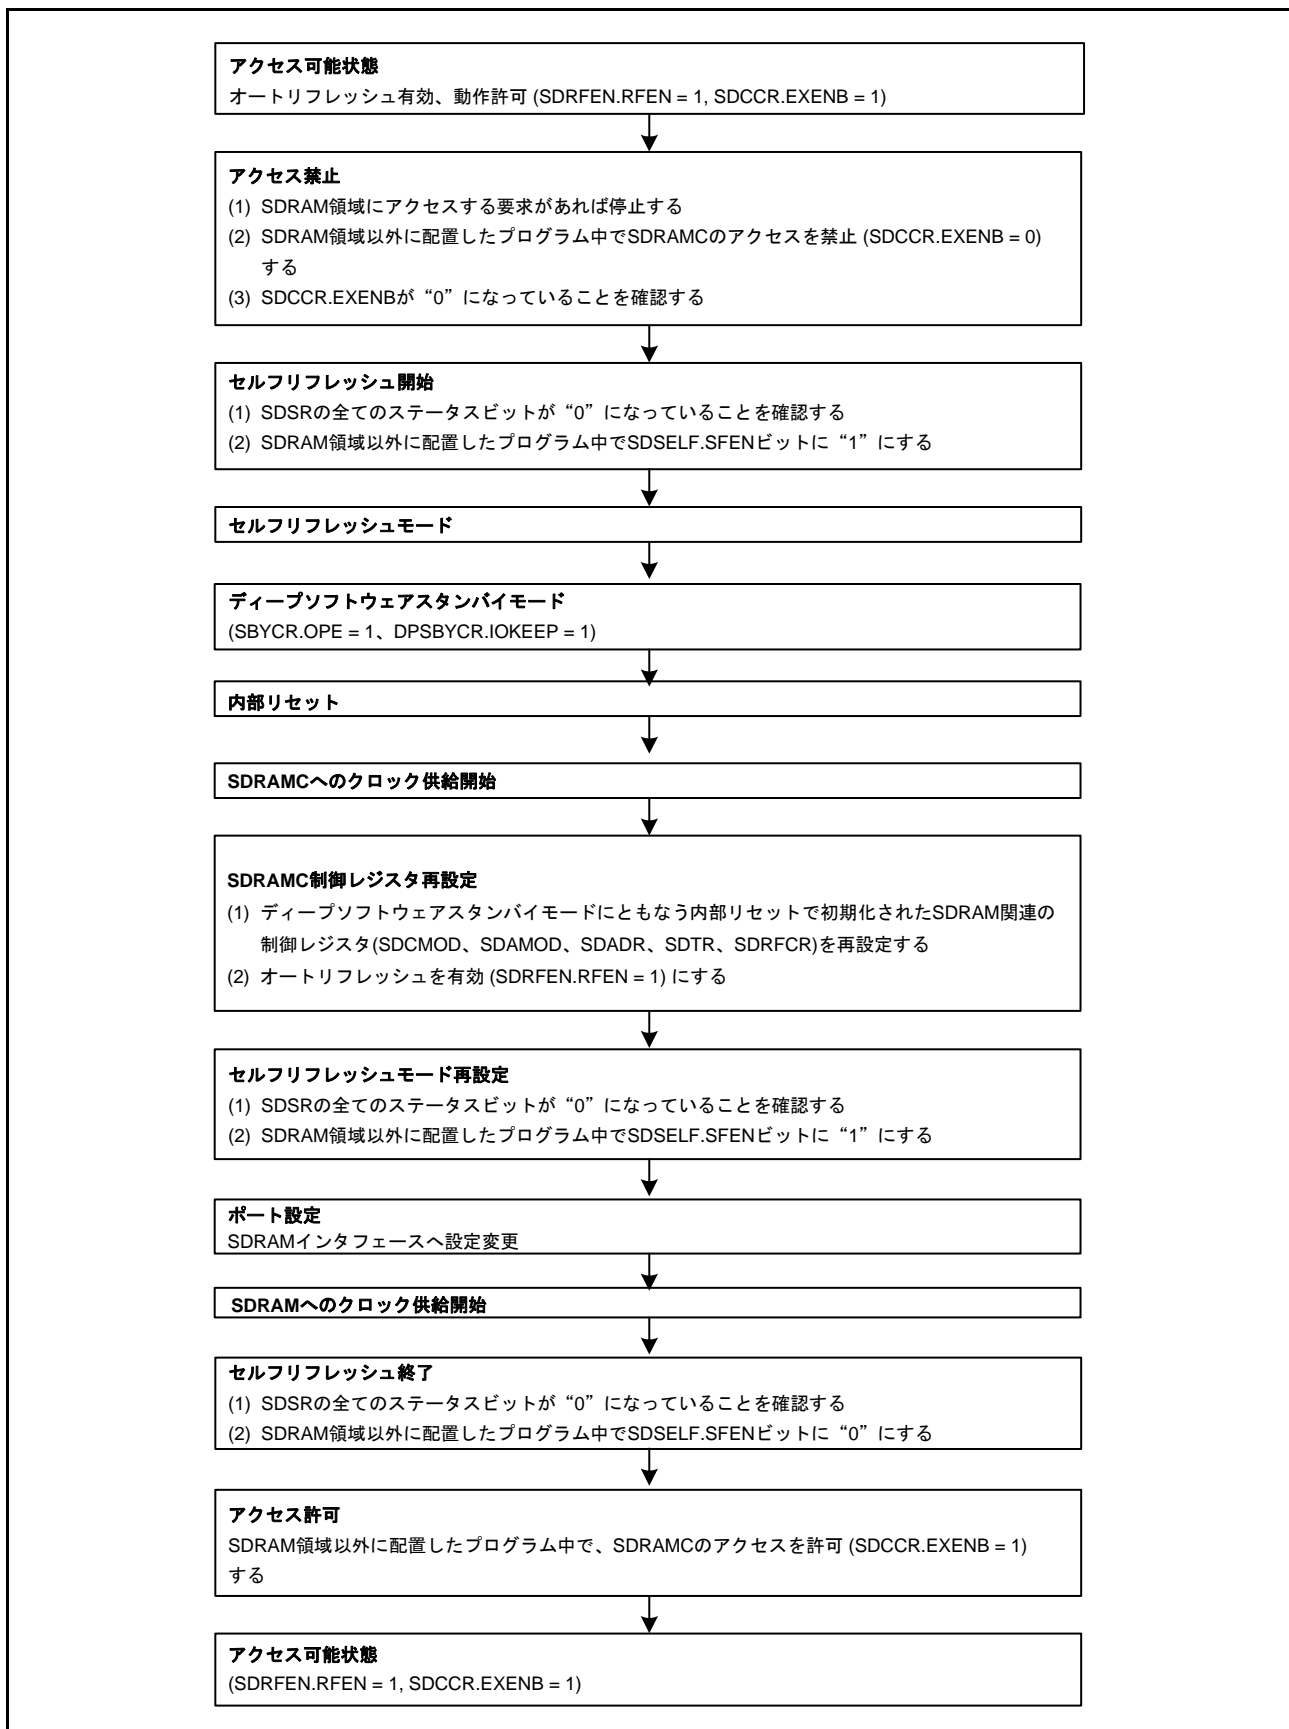 アクセス可能状態
オートリフレッシュ有効、動作許可 (SDRFEN.RFEN = 1, SDCCR.EXENB = 1)
アクセス禁止
(1) SDRAM領域にアクセスする要求があれば停止する
(2) SDRAM領域以外に配置したプログラム中でSDRAMCのアクセスを禁止 (SDCCR.EXENB = 0)
する
(3) SDCCR.EXENBが“0”になっていることを確認する
セルフリフレッシュ開始
(1) SDSRの全てのステータスビットが“0”になっていることを確認する
(2) SDRAM領域以外に配置したプログラム中でSDSELF.SFENビットに“1”にする
セルフリフレッシュモード
ディープソフトウェアスタンバイモード
(SBYCR.OPE = 1、DPSBYCR.IOKEEP = 1)
内部リセット
SDRAMCへのクロック供給開始
SDRAMC制御レジスタ再設定
(1) ディープソフトウェアスタンバイモードにともなう内部リセットで初期化されたSDRAM関連の
制御レジスタ(SDCMOD、SDAMOD、SDADR、SDTR、SDRFCR)を再設定する
(2) オートリフレッシュを有効 (SDRFEN.RFEN = 1) にする
セルフリフレッシュモード再設定
(1) SDSRの全てのステータスビットが“0”になっていることを確認する
(2) SDRAM領域以外に配置したプログラム中でSDSELF.SFENビットに“1”にする
ポート設定
SDRAMインタフェースへ設定変更
SDRAMへのクロック供給開始
セルフリフレッシュ終了
(1) SDSRの全てのステータスビットが“0”になっていることを確認する
(2) SDRAM領域以外に配置したプログラム中でSDSELF.SFENビットに“0”にする
アクセス許可
SDRAM領域以外に配置したプログラム中で、SDRAMCのアクセスを許可 (SDCCR.EXENB = 1)
する
アクセス可能状態
(SDRFEN.RFEN = 1, SDCCR.EXENB = 1)